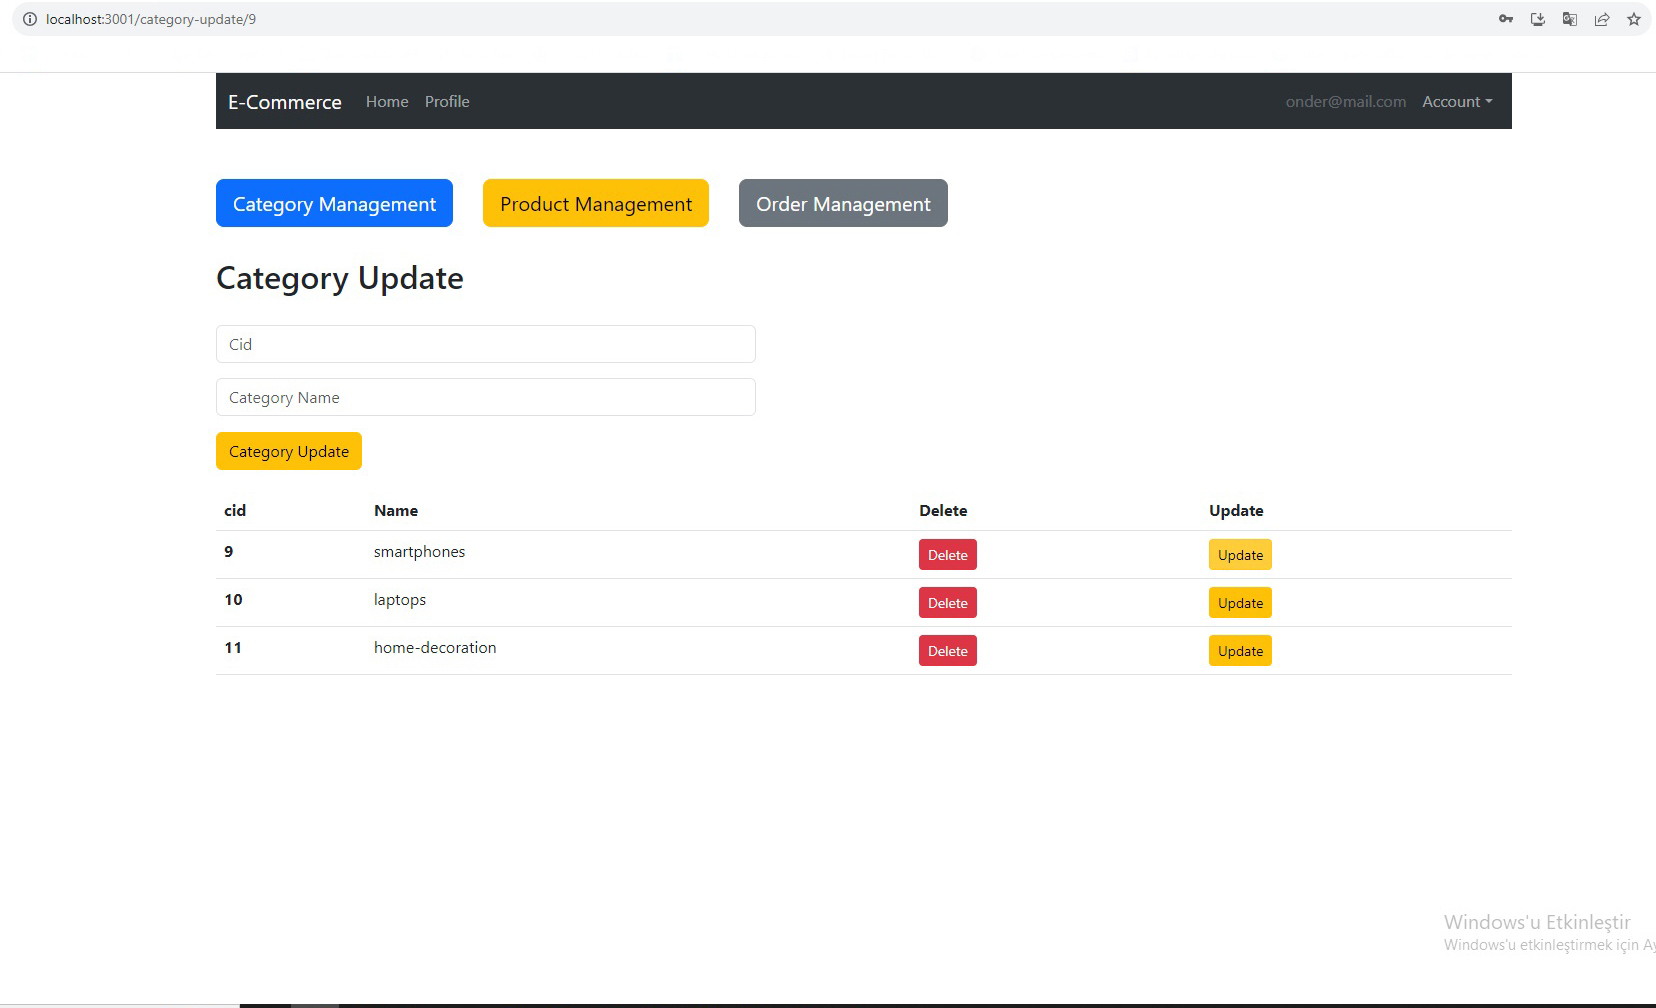 localhost:3001/category-update/9
E-Commerce Home Profile onder@mail.com Account
Category Management Product Management Order Management
Category Update
Cid
Category Name
Category Update
cid Name Delete Update
9 smartphones Delete Update
10 laptops Delete Update
11 home-decoration Delete Update
Windows'u Etkinleştir
Windows'u etkinleştirmek için